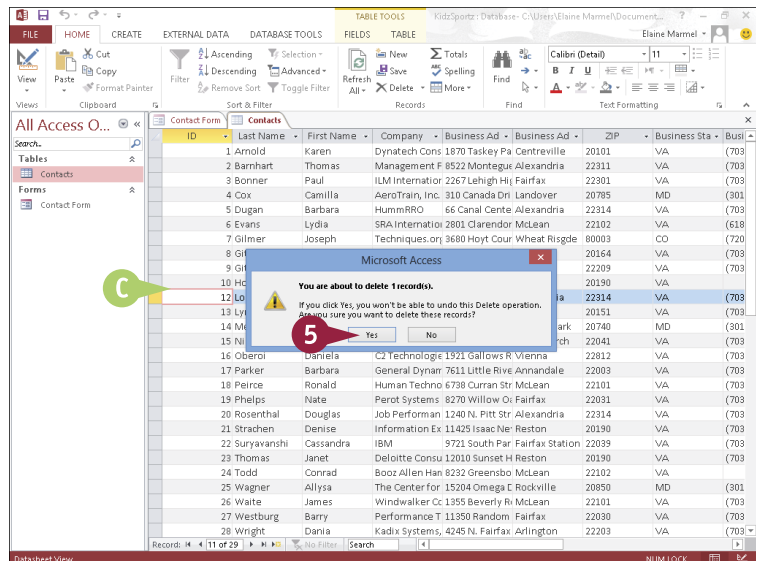 TABLE TOOLS KidzSportz : Database- C:\Users\Elaine Marmel\Document... ?
FILE HOME CREATE EXTERNAL DATA DATABASE TOOLS FIELDS TABLE Elaine Marmel
View Paste Cut Copy Format Painter
Filter Ascending Descending Remove Sort Selection Advanced Toggle Filter
Refresh All New Save Delete Totals Spelling More
Find Calibri (Detail) 11
B I U A
Views Clipboard Sort & Filter Records Find Text Formatting
All Access O...
Search..
Tables
Contacts
Forms
Contact Form
Contact Form Contacts
ID Last Name First Name Company Business Ad Business Ad ZIP Business Sta Busi
1 Arnold Karen Dynatech Cons 1870 Taskey Pa Centreville 20101 VA (703
2 Barnhart Thomas Management F 8522 Montegue Alexandria 22311 VA (703
3 Bonner Paul ILM Internation 2267 Lehigh Hig Fairfax 22301 VA (703
4 Cox Camilla AeroTrain, Inc. 310 Canada Dri Landover 20785 MD (301
5 Dugan Barbara HummRRO 66 Canal Cente Alexandria 22314 VA (703
6 Evans Lydia SRA Internatio 2801 Clarendon McLean 22102 VA (618
7 Gilmer Joseph Techniques.org 3680 Hoyt Cour Wheat Risgde 80003 CO (720
8 Git 20164 VA (703
9 Git 22209 VA (703
10 Ho 20190 VA
12 Lo ia 22314 VA (703
13 Lyn 20151 VA (703
14 Me ark 20740 MD (301
15 Ni rch 22041 VA (703
16 Oberoi Daniela C2 Technologie 1921 Gallows R Vienna 22812 VA (703
17 Parker Barbara General Dynam 7611 Little Rive Annandale 22003 VA (703
18 Peirce Ronald Human Techno 6738 Curran Str McLean 22101 VA (703
19 Phelps Nate Perot Systems 8270 Willow Oa Fairfax 22031 VA (703
20 Rosenthal Douglas Job Performan 1240 N. Pitt Str Alexandria 22314 VA (703
21 Strachen Denise Information Ex 11425 Isaac Ne Reston 20190 VA (703
22 Suryavanshi Cassandra IBM 9721 South Par Fairfax Station 22039 VA (703
23 Thomas Janet Deloitte Consu 12010 Sunset H Reston 20190 VA (703
24 Todd Conrad Booz Allen Ham 8232 Greensbo McLean 22102 VA
25 Wagner Allysa The Center for 15204 Omega D Rockville 20850 MD (301
26 Waite James Windwalker Co 1355 Beverly R McLean 22101 VA (703
27 Westburg Barry Performance T 11350 Random Fairfax 22030 VA (703
28 Wright Dania Kadix Systems, 4245 N. Fairfax Arlington 22203 VA (703
Microsoft Access
You are about to delete 1 record(s).
If you click Yes, you won't be able to undo this Delete operation.
Are you sure you want to delete these records?
Yes No
C
5
Record: 11 of 29 No Filter Search
Datasheet View NUM LOCK